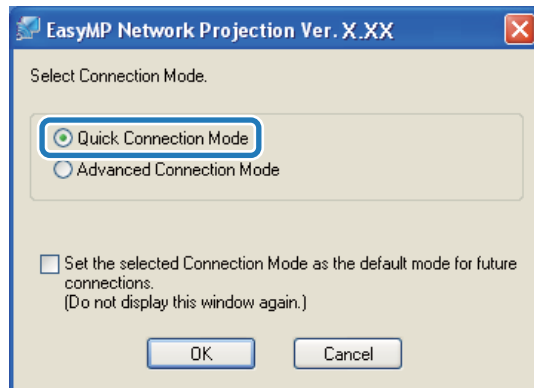 EasyMP Network Projection Ver. X.XX
Select Connection Mode.
Quick Connection Mode
Advanced Connection Mode
Set the selected Connection Mode as the default mode for future
connections.
(Do not display this window again.)
OK Cancel